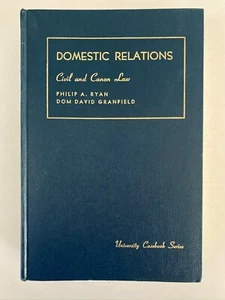 DOMESTIC RELATIONS
Civil and Canon Law
PHILIP A. RYAN
DOM DAVID GRANFIELD
University Casebook Series